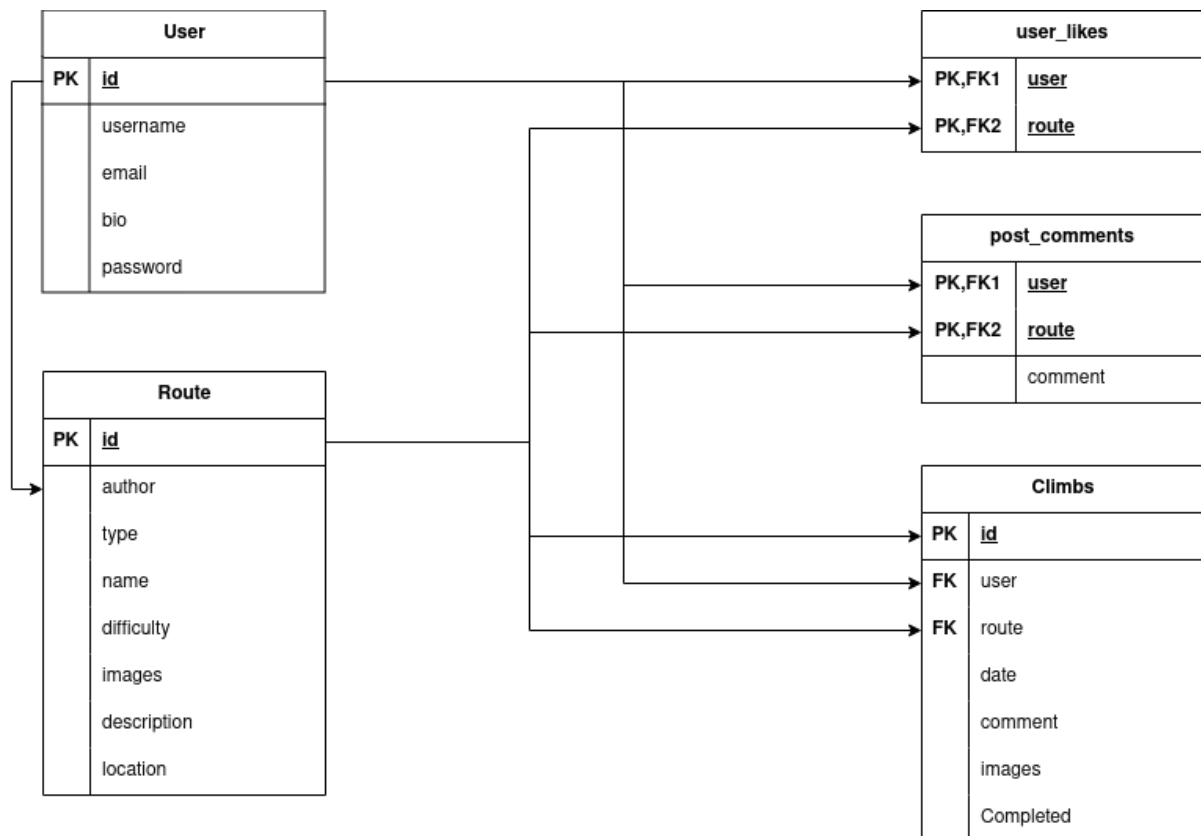 User
PK id
username
email
bio
password
Route
PK id
author
type
name
difficulty
images
description
location
user_likes
PK,FK1 user
PK,FK2 route
post_comments
PK,FK1 user
PK,FK2 route
comment
Climbs
PK id
FK user
FK route
date
comment
images
Completed